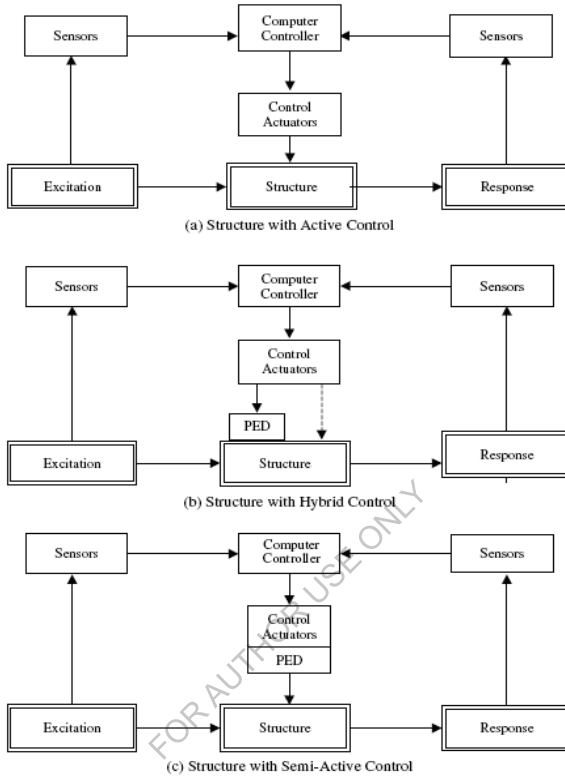 Sensors
Computer
Controller
Sensors
Control
Actuators
Excitation
Structure
Response
(a) Structure with Active Control
Sensors
Computer
Controller
Sensors
Control
Actuators
PED
Excitation
Structure
Response
(b) Structure with Hybrid Control
Sensors
Computer
Controller
Sensors
Control
Actuators
PED
Excitation
Structure
Response
(c) Structure with Semi-Active Control
FOR AUTHOR USE ONLY